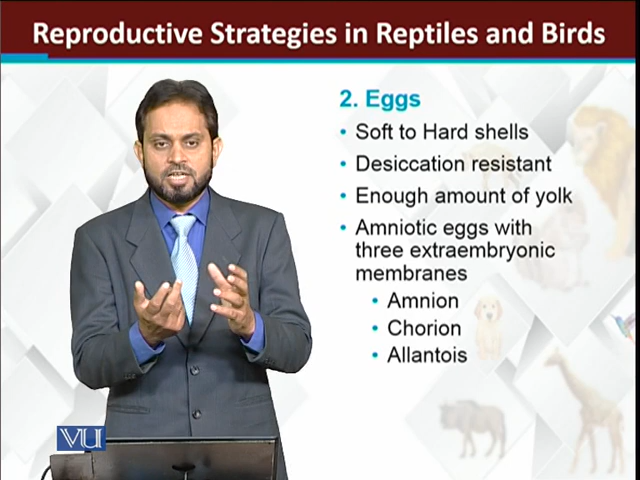 Reproductive Strategies in Reptiles and Birds
2. Eggs
• Soft to Hard shells
• Desiccation resistant
• Enough amount of yolk
• Amniotic eggs with
three extraembryonic
membranes
• Amnion
• Chorion
• Allantois
VU